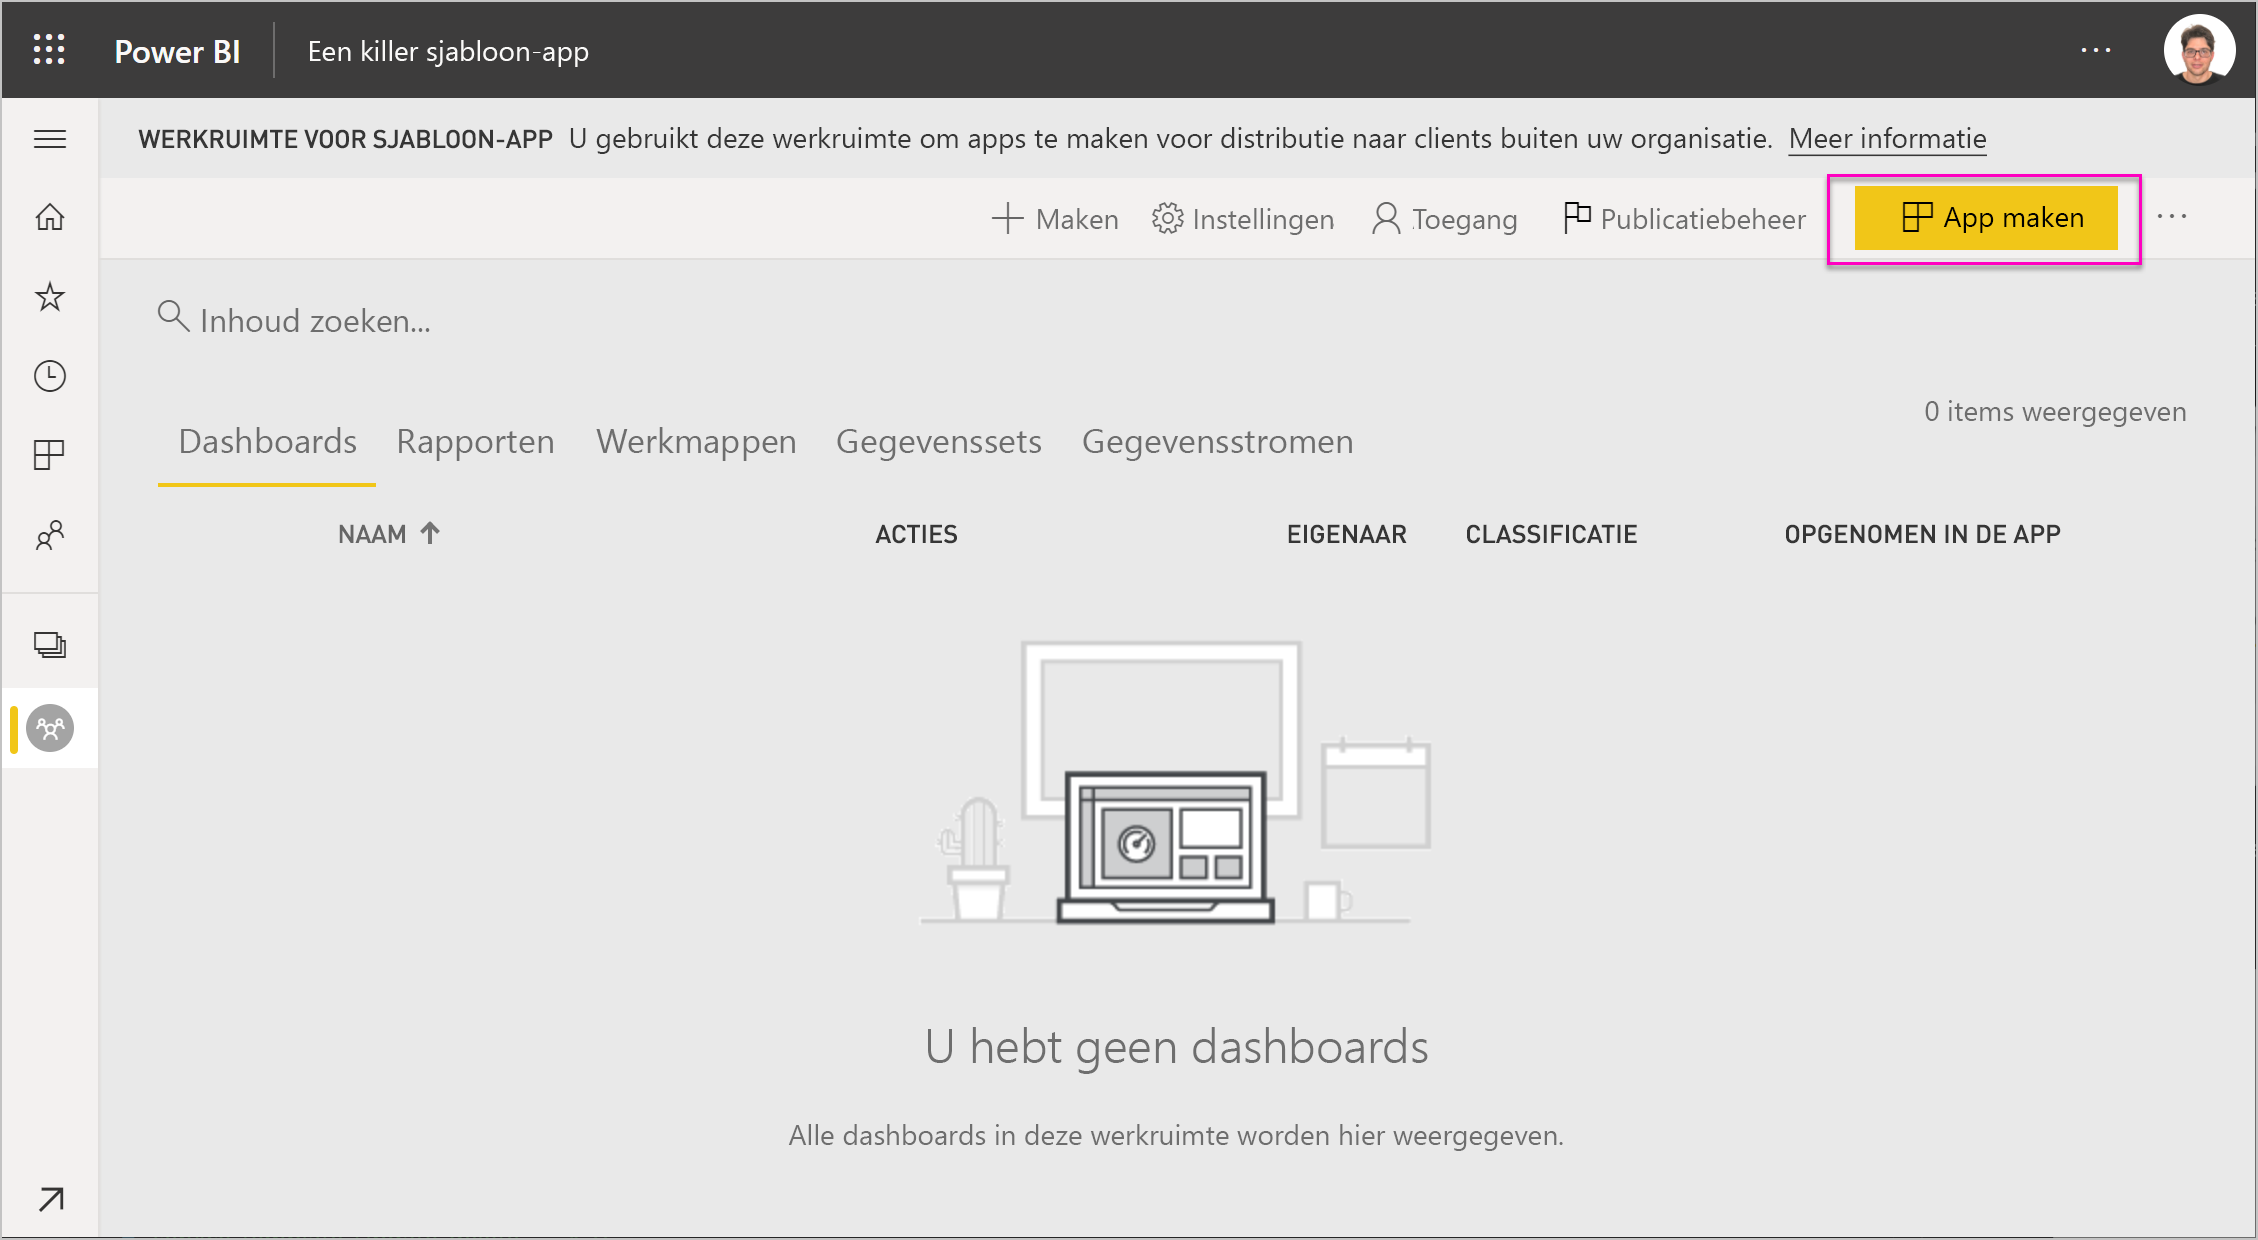 Power BI Een killer sjabloon-app ...
WERKRUIMTE VOOR SJABLOON-APP U gebruikt deze werkruimte om apps te maken voor distributie naar clients buiten uw organisatie. Meer informatie
Maken Instellingen Toegang Publicatiebeheer App maken ...
Inhoud zoeken...
0 items weergegeven
Dashboards Rapporten Werkmappen Gegevenssets Gegevensstromen
NAAM ACTIES EIGENAAR CLASSIFICATIE OPGENOMEN IN DE APP
U hebt geen dashboards
Alle dashboards in deze werkruimte worden hier weergegeven.